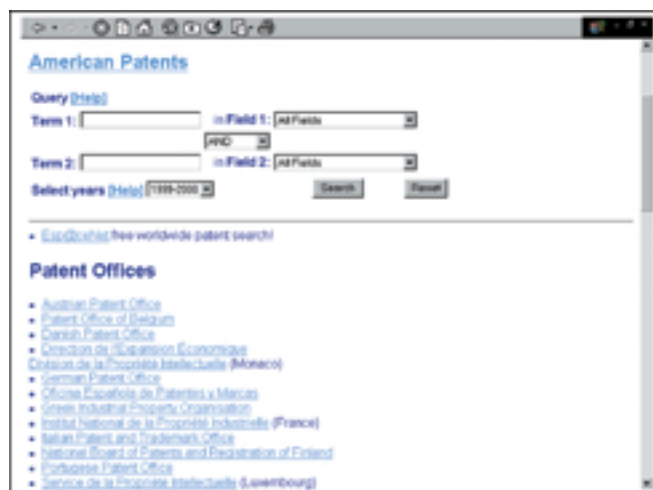 American Patents
Query [Help]
Term 1: in Field 1: All Fields
AND
Term 2: in Field 2: All Fields
Select years [Help] 1999-2000 Search Reset
• Esp@ceNet free worldwide patent search!
Patent Offices
• Austrian Patent Office
• Patent Office of Belgium
• Danish Patent Office
• Direction de l'Expansion Economique
Division de la Propriété Intellectuelle (Monaco)
• German Patent Office
• Oficina Española de Patentes y Marcas
• Greek Industrial Property Organisation
• Institut National de la Propriété Industrielle (France)
• Italian Patent and Trademark Office
• National Board of Patents and Registration of Finland
• Portugese Patent Office
• Service de la Propriété Intellectuelle (Luxembourg)